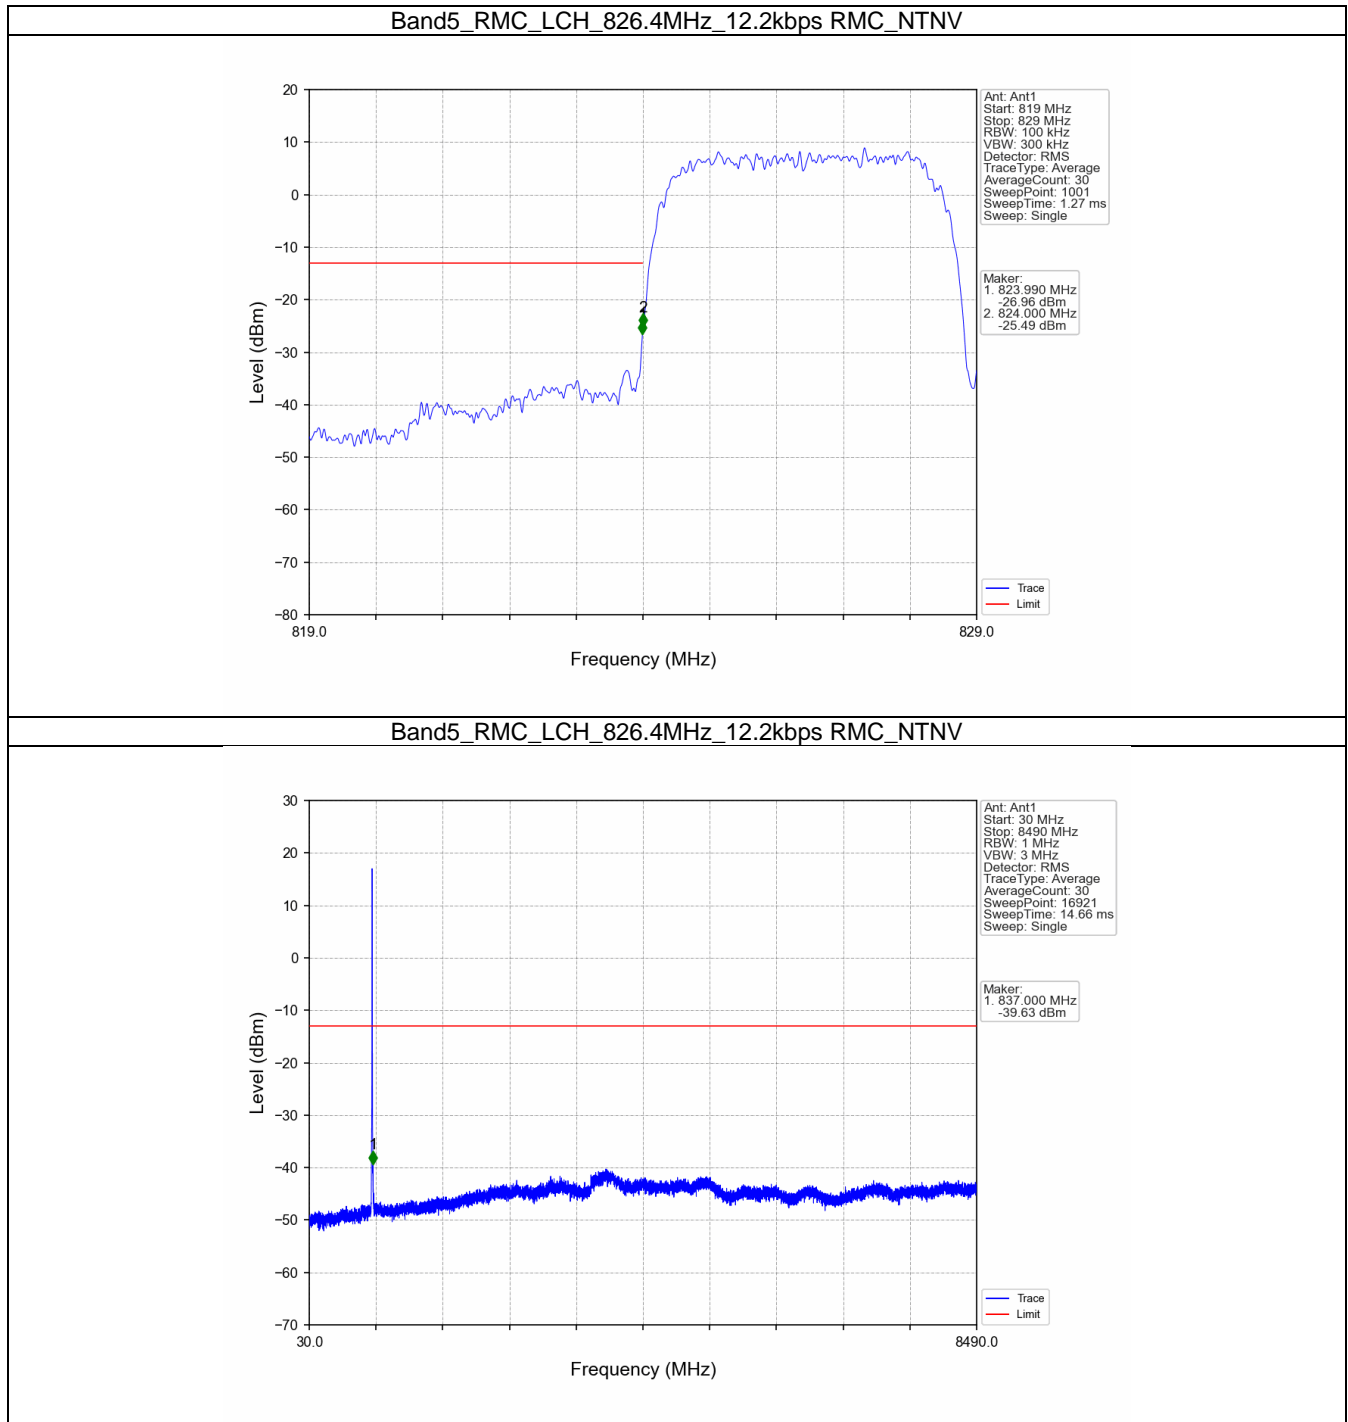 Band5_RMC_LCH_826.4MHz_12.2kbps RMC_NTNV
20
10
0
−10
−20
−30
−40
−50
−60
−70
−80
Level (dBm)
819.0
829.0
Frequency (MHz)
2
Ant: Ant1
Start: 819 MHz
Stop: 829 MHz
RBW: 100 kHz
VBW: 300 kHz
Detector: RMS
TraceType: Average
AverageCount: 30
SweepPoint: 1001
SweepTime: 1.27 ms
Sweep: Single
Maker:
1. 823.990 MHz
-26.96 dBm
2. 824.000 MHz
-25.49 dBm
Trace
Limit
Band5_RMC_LCH_826.4MHz_12.2kbps RMC_NTNV
30
20
10
0
−10
−20
−30
−40
−50
−60
−70
Level (dBm)
30.0
8490.0
Frequency (MHz)
1
Ant: Ant1
Start: 30 MHz
Stop: 8490 MHz
RBW: 1 MHz
VBW: 3 MHz
Detector: RMS
TraceType: Average
AverageCount: 30
SweepPoint: 16921
SweepTime: 14.66 ms
Sweep: Single
Maker:
1. 837.000 MHz
-39.63 dBm
Trace
Limit